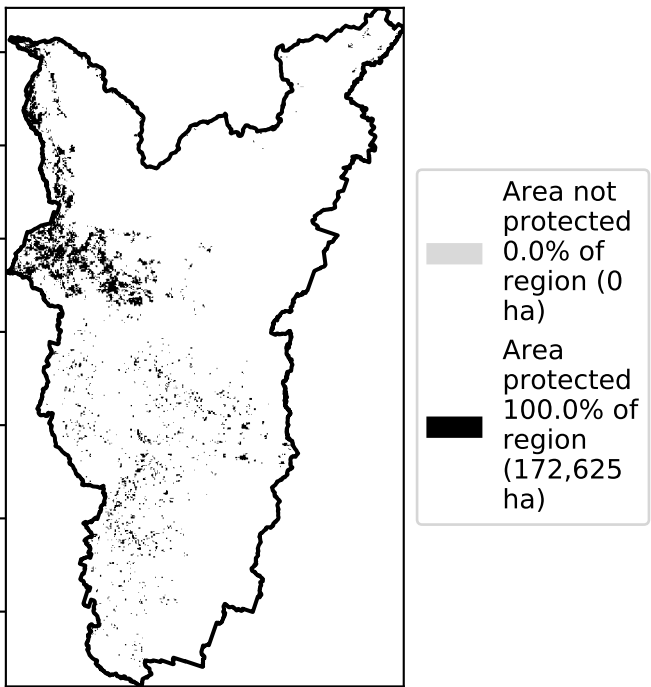 Area not
protected
0.0% of
region (0
ha)
Area
protected
100.0% of
region
(172,625
ha)